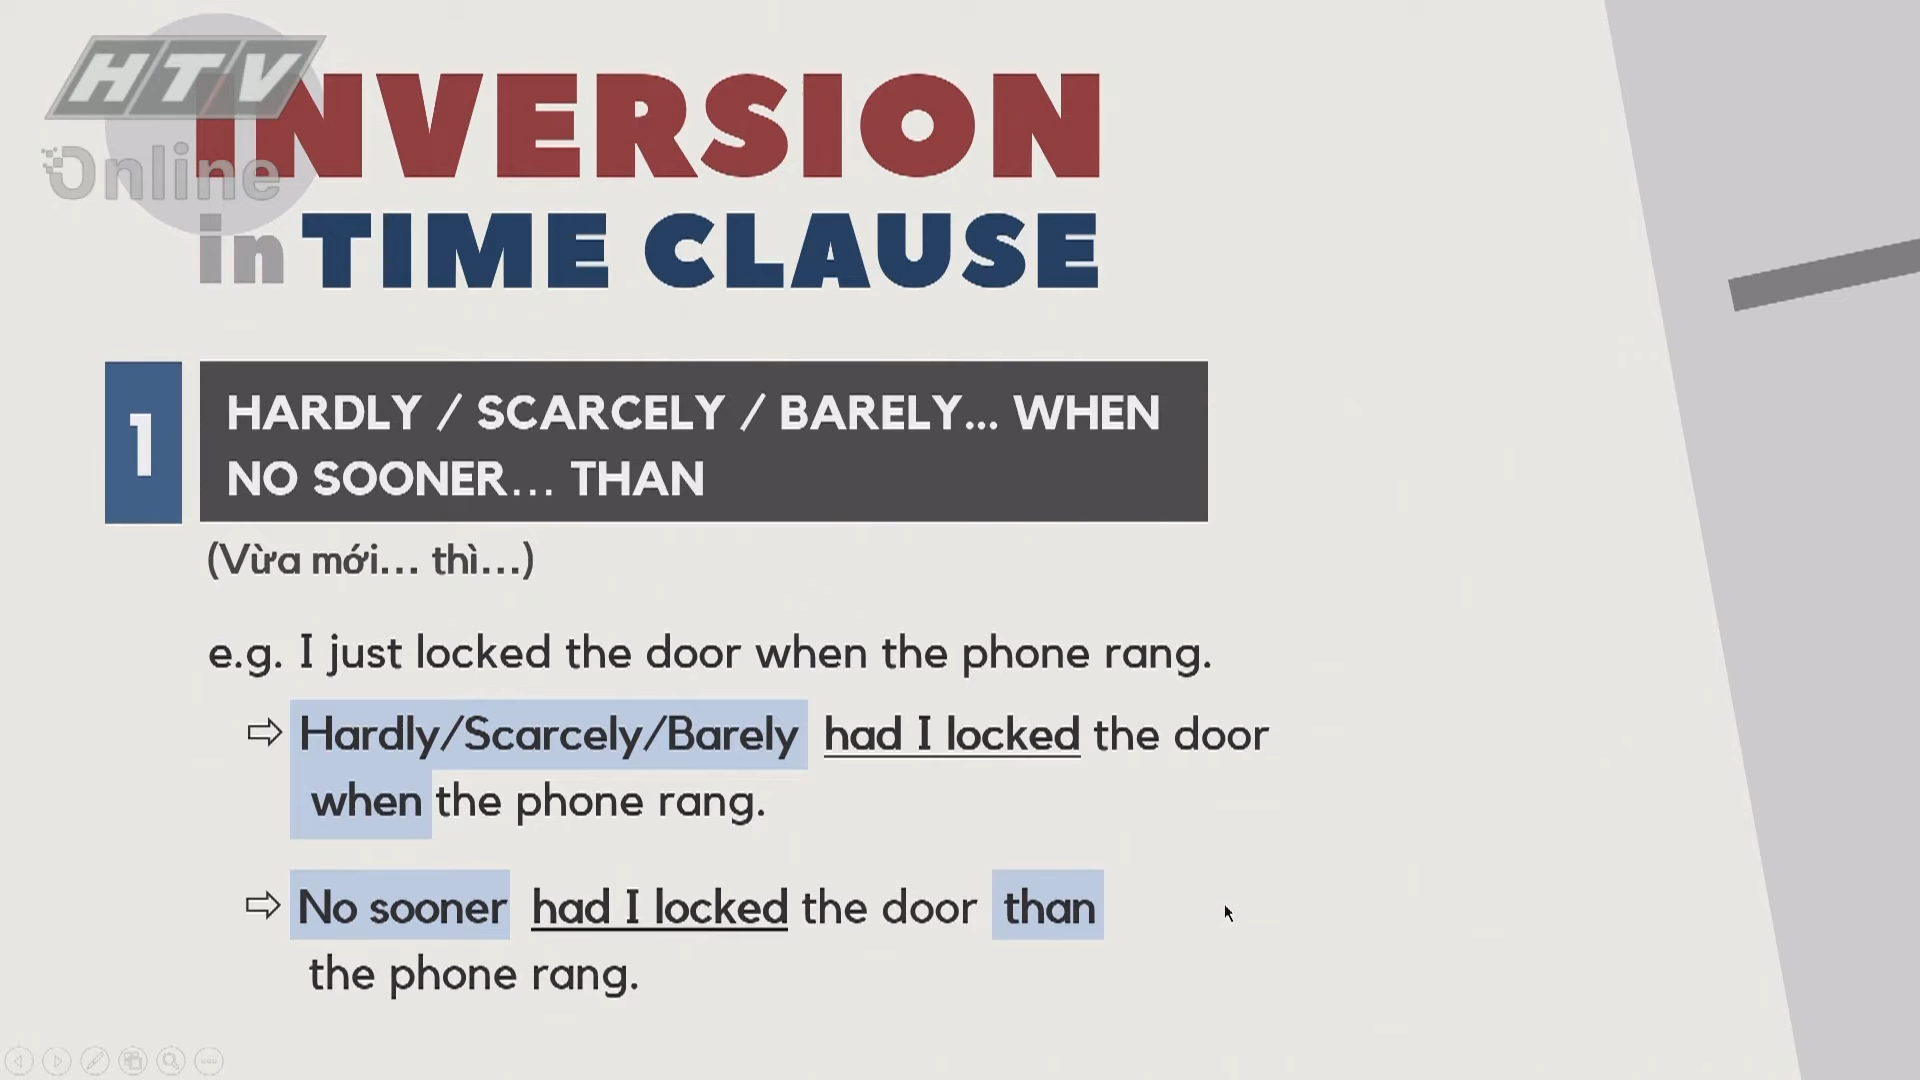 HTV
Online
INVERSION
in TIME CLAUSE
1
HARDLY / SCARCELY / BARELY... WHEN
NO SOONER... THAN
(Vừa mới... thì...)
e.g. I just locked the door when the phone rang.
⇨ Hardly/Scarcely/Barely had I locked the door
when the phone rang.
⇨ No sooner had I locked the door than
the phone rang.